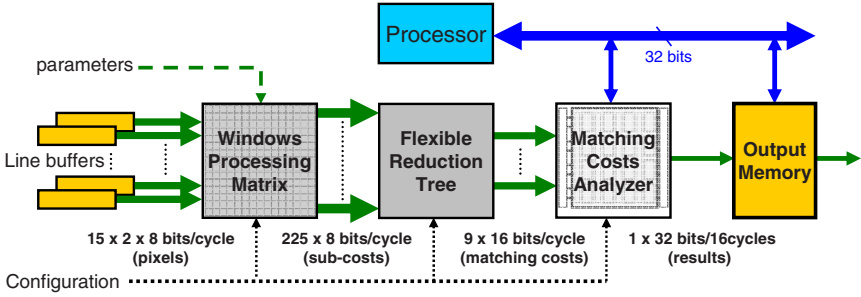 Processor
32 bits
parameters
Line buffers
Windows
Processing
Matrix
Flexible
Reduction
Tree
Matching
Costs
Analyzer
Output
Memory
15 x 2 x 8 bits/cycle
(pixels)
225 x 8 bits/cycle
(sub-costs)
9 x 16 bits/cycle
(matching costs)
1 x 32 bits/16cycles
(results)
Configuration